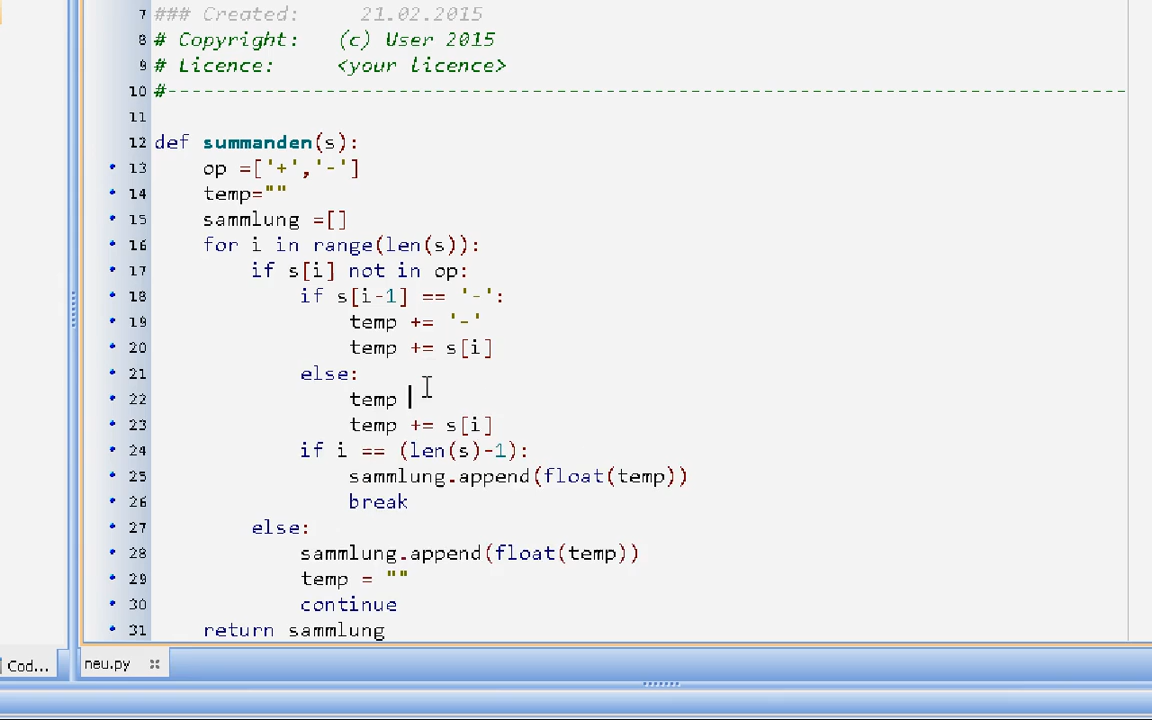 7 ### Created:     21.02.2015
8 # Copyright:   (c) User 2015
9 # Licence:     <your licence>
10 #-------------------------------------------------------------------------------
11
12 def summanden(s):
13     op =['+','-']
14     temp=""
15     sammlung =[]
16     for i in range(len(s)):
17         if s[i] not in op:
18             if s[i-1] == '-':
19                 temp += '-'
20                 temp += s[i]
21             else:
22                 temp
23                 temp += s[i]
24             if i == (len(s)-1):
25                 sammlung.append(float(temp))
26                 break
27         else:
28             sammlung.append(float(temp))
29             temp = ""
30             continue
31     return sammlung
Cod... neu.py